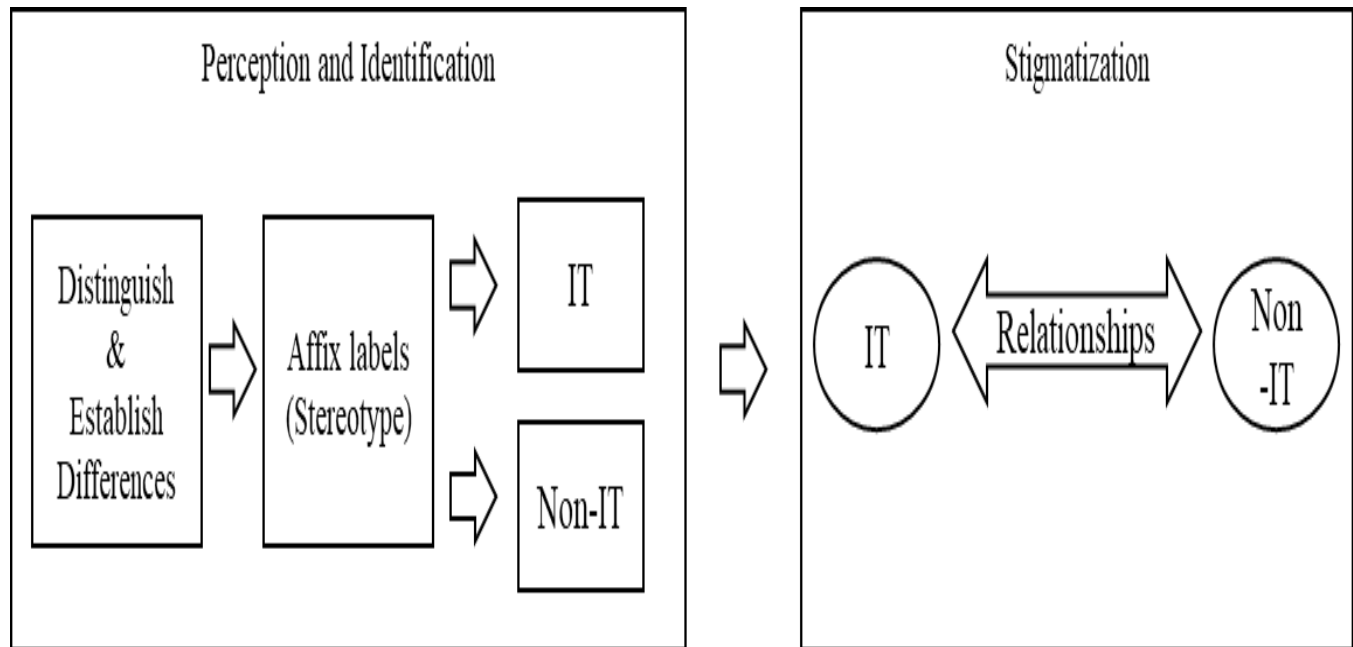 Perception and Identification
Distinguish
&
Establish
Differences
Affix labels
(Stereotype)
IT
Non-IT
Stigmatization
IT
Relationships
Non
-IT